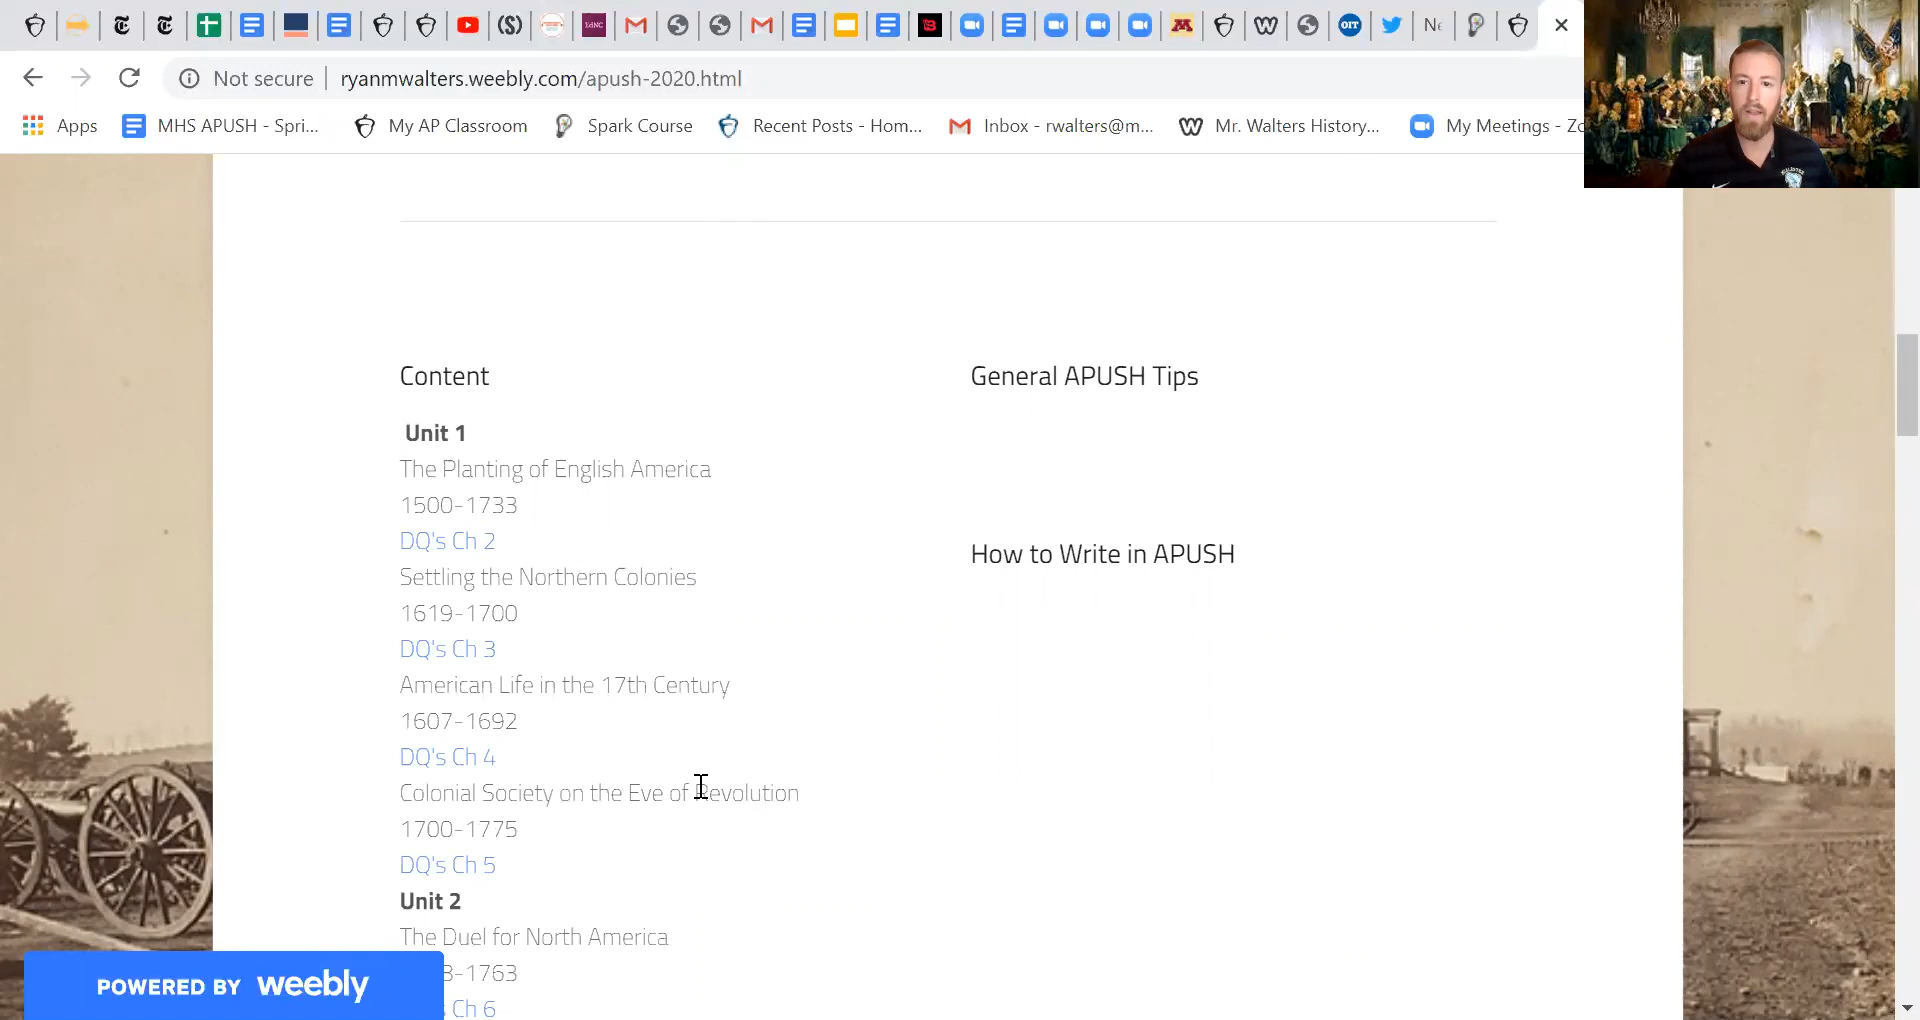 Ne
Not secure ryanmwalters.weebly.com/apush-2020.html
Apps MHS APUSH - Spri... My AP Classroom Spark Course Recent Posts - Hom... Inbox - rwalters@m... Mr. Walters History... My Meetings - Zo
Content
General APUSH Tips
Unit 1
The Planting of English America
1500-1733
DQ's Ch 2
How to Write in APUSH
Settling the Northern Colonies
1619-1700
DQ's Ch 3
American Life in the 17th Century
1607-1692
DQ's Ch 4
Colonial Society on the Eve of Revolution
1700-1775
DQ's Ch 5
Unit 2
The Duel for North America
3-1763
Ch 6
POWERED BY weebly